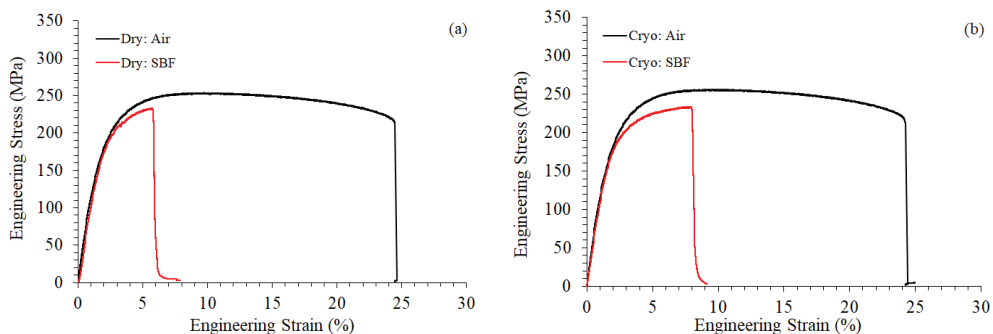 (a)
Dry: Air
Dry: SBF
Engineering Stress (MPa)
350
300
250
200
150
100
50
0
0 5 10 15 20 25 30
Engineering Strain (%)
(b)
Cryo: Air
Cryo: SBF
Engineering Stress (MPa)
350
300
250
200
150
100
50
0
0 5 10 15 20 25 30
Engineering Strain (%)